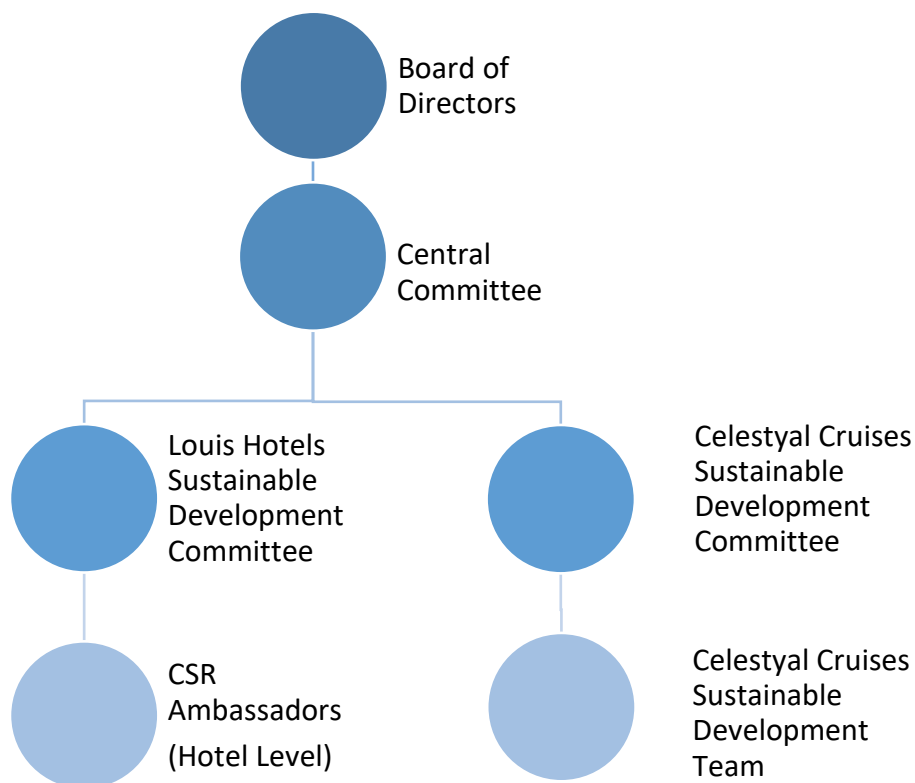 Board of
Directors
Central
Committee
Louis Hotels
Sustainable
Development
Committee
Celestyal Cruises
Sustainable
Development
Committee
CSR
Ambassadors
(Hotel Level)
Celestyal Cruises
Sustainable
Development
Team